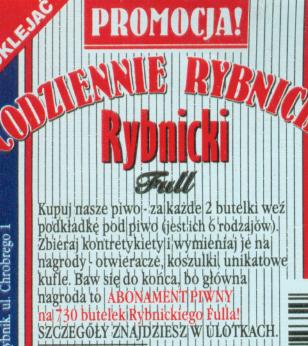 KLEJAĆ
PROMOCJA!
CODZIENNIE RYBNICK
Rybnicki
Full
Kupuj nasze piwo - za każde 2 butelki weź
podkładkę pod piwo (jest ich 6 rodzajów).
Zbieraj kontretykiety i wymieniaj je na
nagrody - otwieracze, koszulki, unikatowe
kufle. Baw się do końca, bo główna
nagroda to ABONAMENT PIWNY
na 730 butelek Rybnickiego Fulla!
SZCZEGÓŁY ZNAJDZIESZ W ULOTKACH.
ybnik, ul. Chrobrego 1